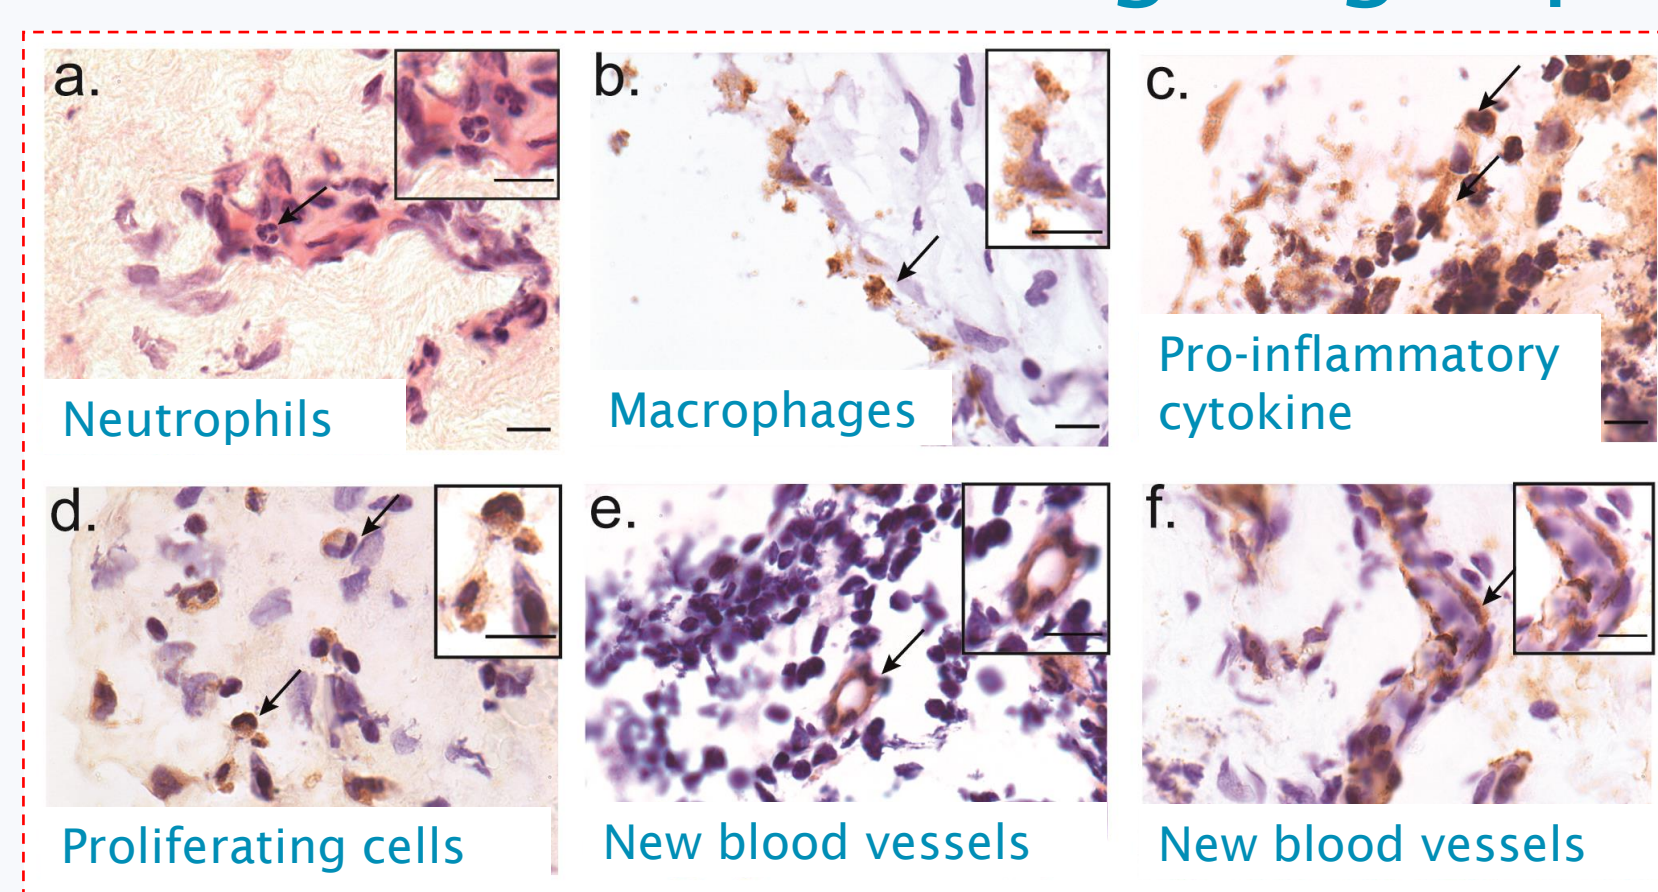 a.
b.
c.
Neutrophils
Macrophages
Pro-inflammatory
cytokine
d.
e.
f.
Proliferating cells
New blood vessels
New blood vessels